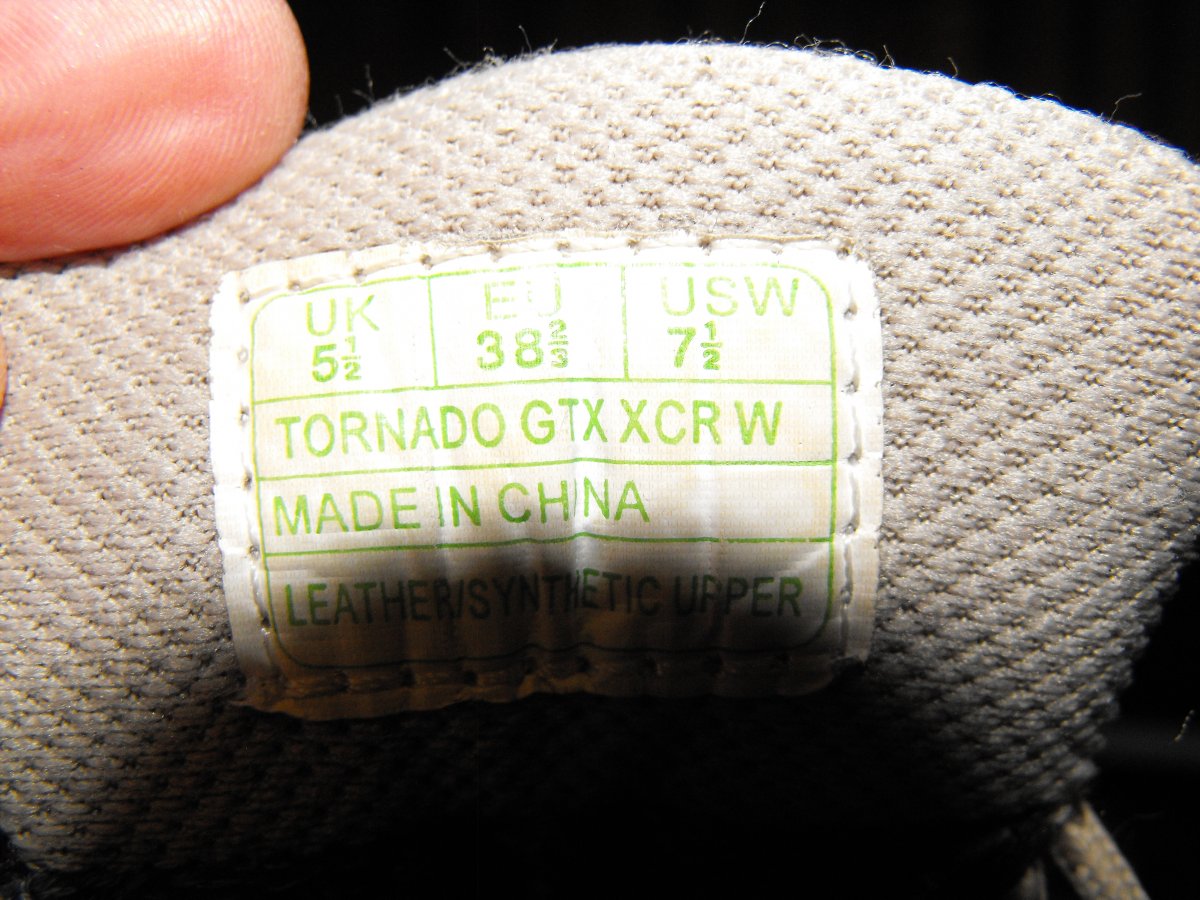 UK EU USW
5½ 38⅔ 7½
TORNADO GTX XCR W
MADE IN CHINA
LEATHER/SYNTHETIC UPPER